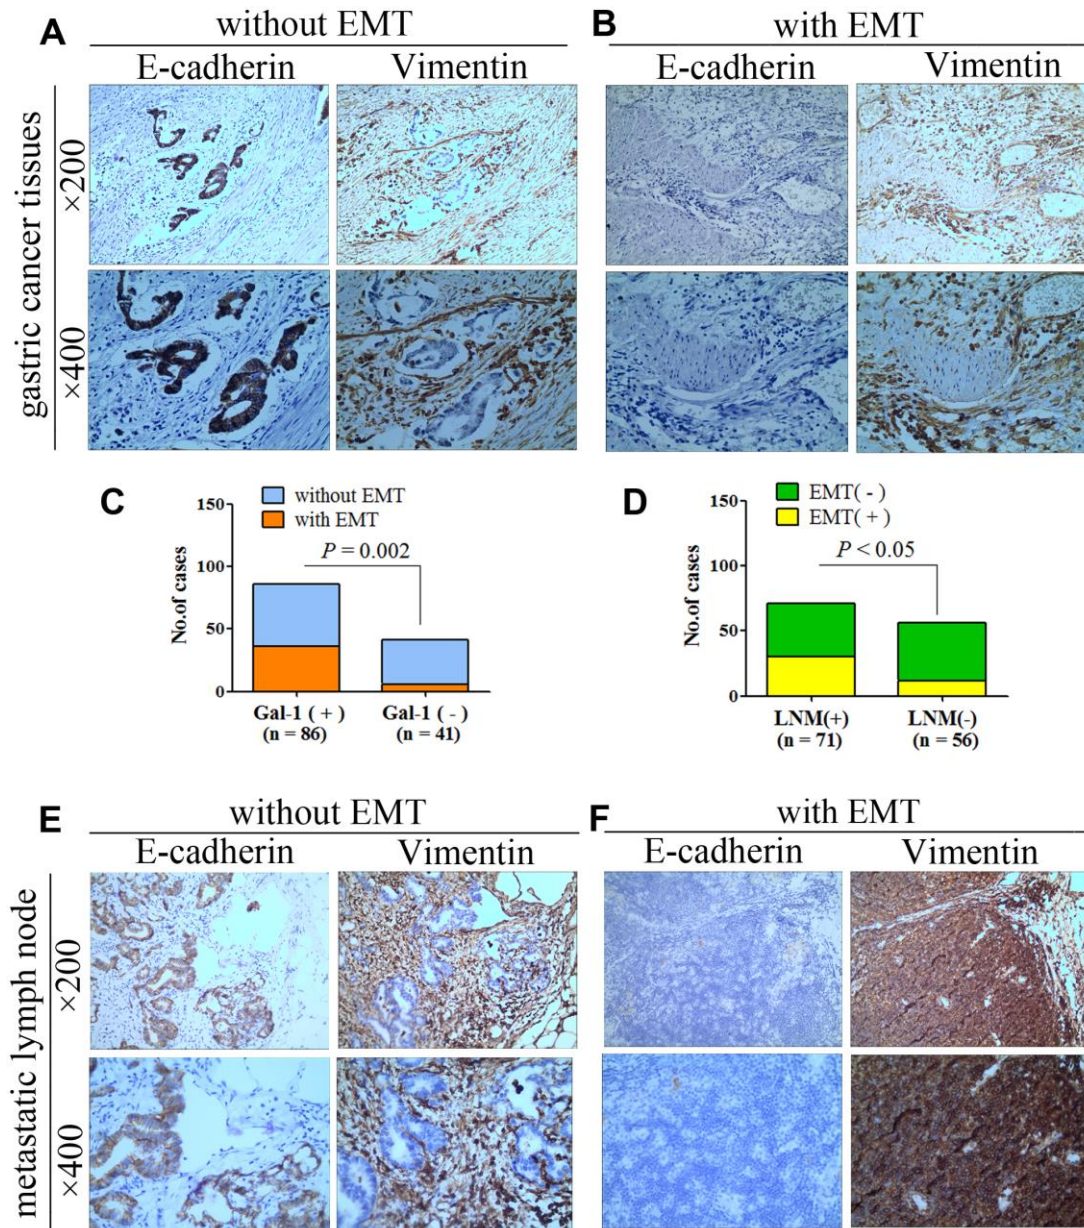 A
without EMT
E-cadherin
Vimentin
B
with EMT
E-cadherin
Vimentin
gastric cancer tissues
×200
×400
C
without EMT
with EMT
P = 0.002
No.of cases
150
100
50
0
Gal-1 ( + )
(n = 86)
Gal-1 ( - )
(n = 41)
D
EMT( - )
EMT( + )
P < 0.05
No.of cases
150
100
50
0
LNM(+)
(n = 71)
LNM(-)
(n = 56)
E
without EMT
E-cadherin
Vimentin
F
with EMT
E-cadherin
Vimentin
metastatic lymph node
×200
×400